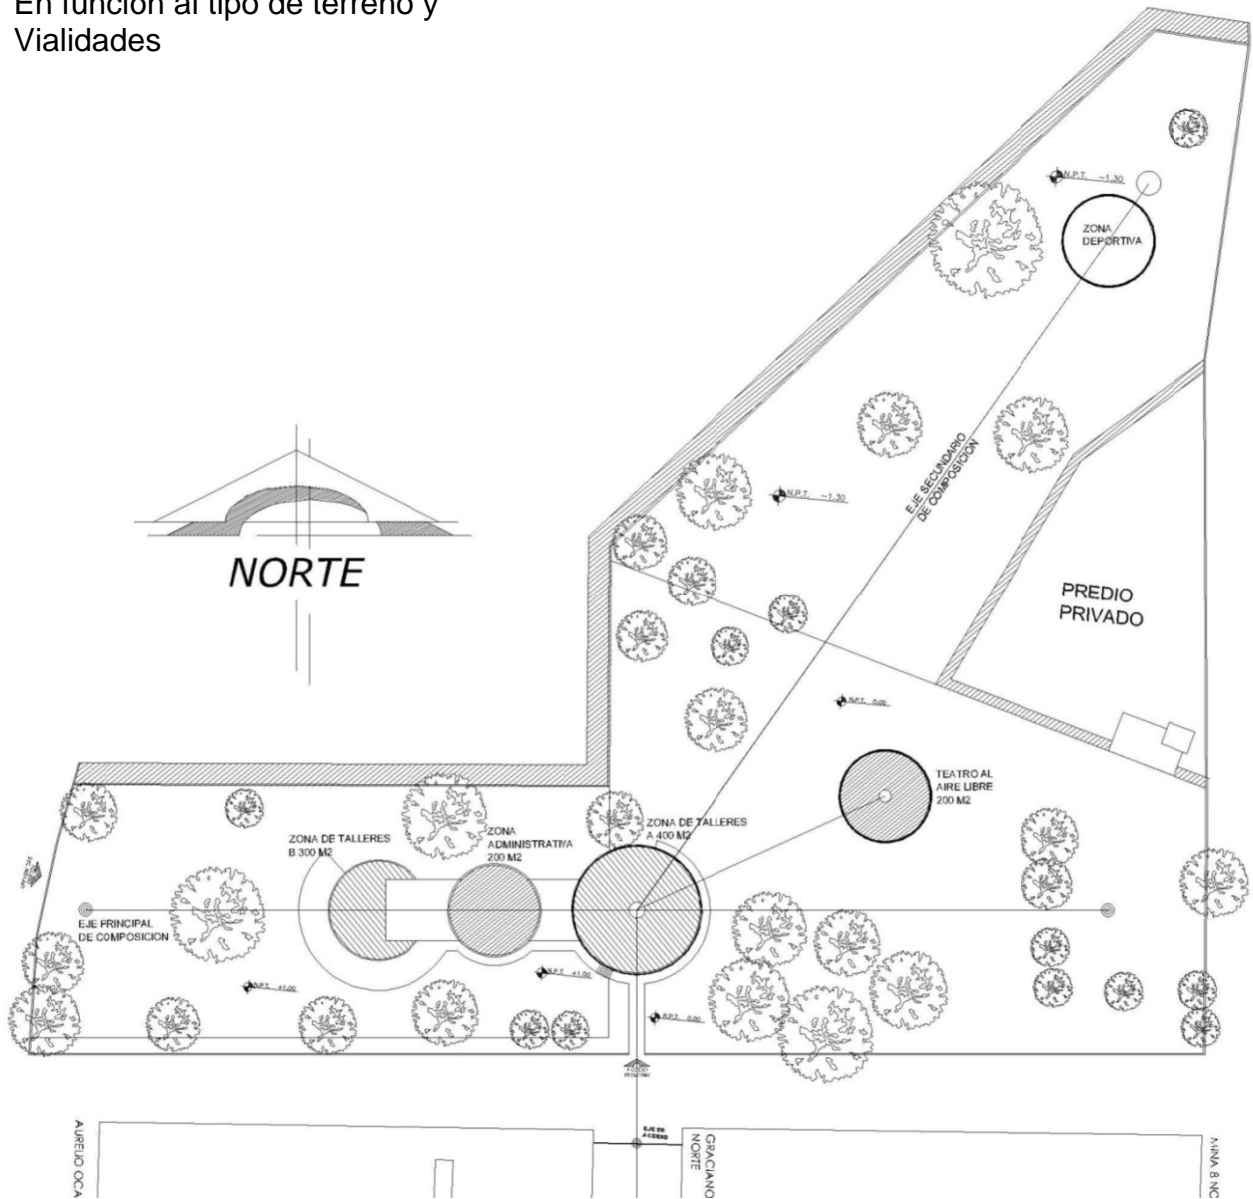 En función al tipo de terreno y
Vialidades
N.P.T. -1.30
ZONA
DEPORTIVA
EJE SECUNDARIO
DE COMPOSICION
N.P.T. -1.30
NORTE
PREDIO
PRIVADO
N.P.T. 0.00
TEATRO AL
AIRE LIBRE
200 M2
ZONA DE TALLERES
A 400 M2
ZONA
ADMINISTRATIVA
200 M2
ZONA DE TALLERES
B 300 M2
EJE PRINCIPAL
DE COMPOSICION
N.P.T. +1.00
N.P.T. +1.00
N.P.T. 0.00
EJE DE
ACCESO
AURELIO OCA
GRACIANO
NORTE
MINA 8 NO